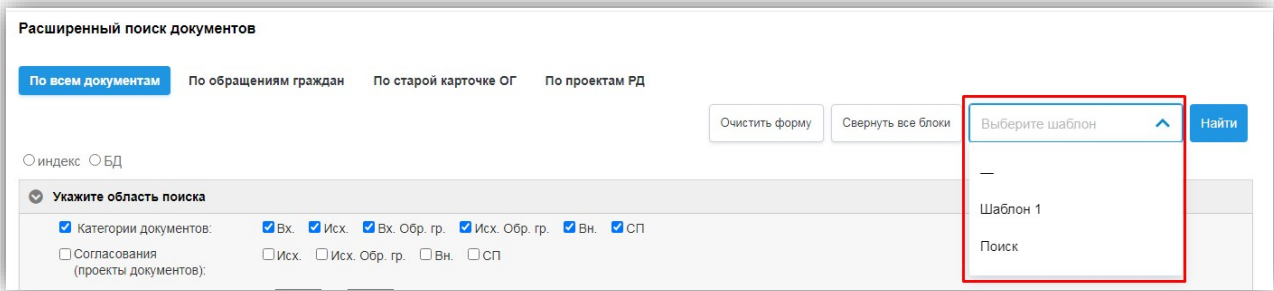 Расширенный поиск документов
По всем документам По обращениям граждан По старой карточке ОГ По проектам РД
Очистить форму Свернуть все блоки Выберите шаблон Найти
индекс БД
—
Укажите область поиска
Шаблон 1
Категории документов: Вх. Исх. Вх. Обр. гр. Исх. Обр. гр. Вн. СП
Поиск
Согласования Исх. Исх. Обр. гр. Вн. СП
(проекты документов):